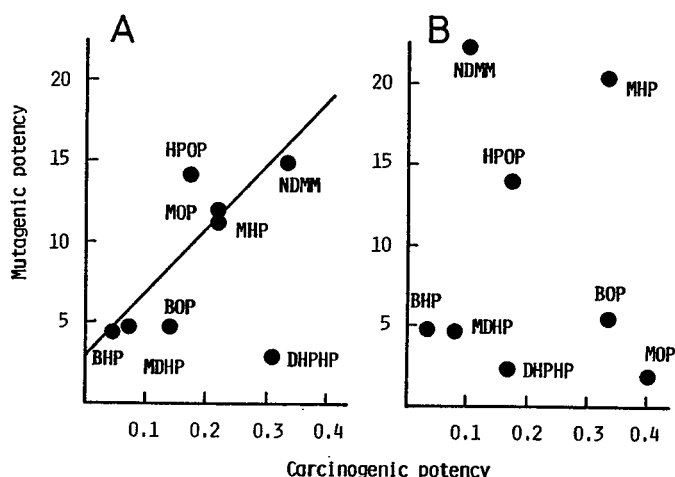 A
B
Mutagenic potency
20
15
10
5
HPOP
MOP
NDMM
MHP
BOP
BHP
MDHP
DHPHP
0.1 0.2 0.3 0.4
20
15
10
5
NDMM
MHP
HPOP
BHP
MDHP
BOP
DHPHP
MOP
0.1 0.2 0.3 0.4
Carcinogenic potency